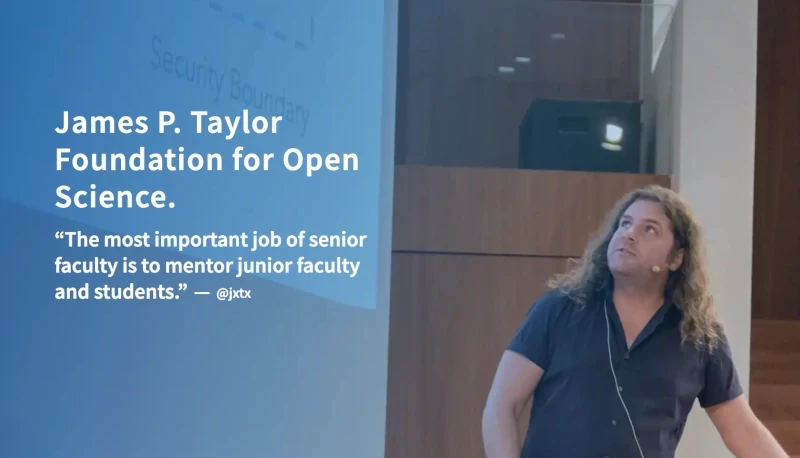 Security Boundary
James P. Taylor
Foundation for Open
Science.
“The most important job of senior
faculty is to mentor junior faculty
and students.” — @jxtx